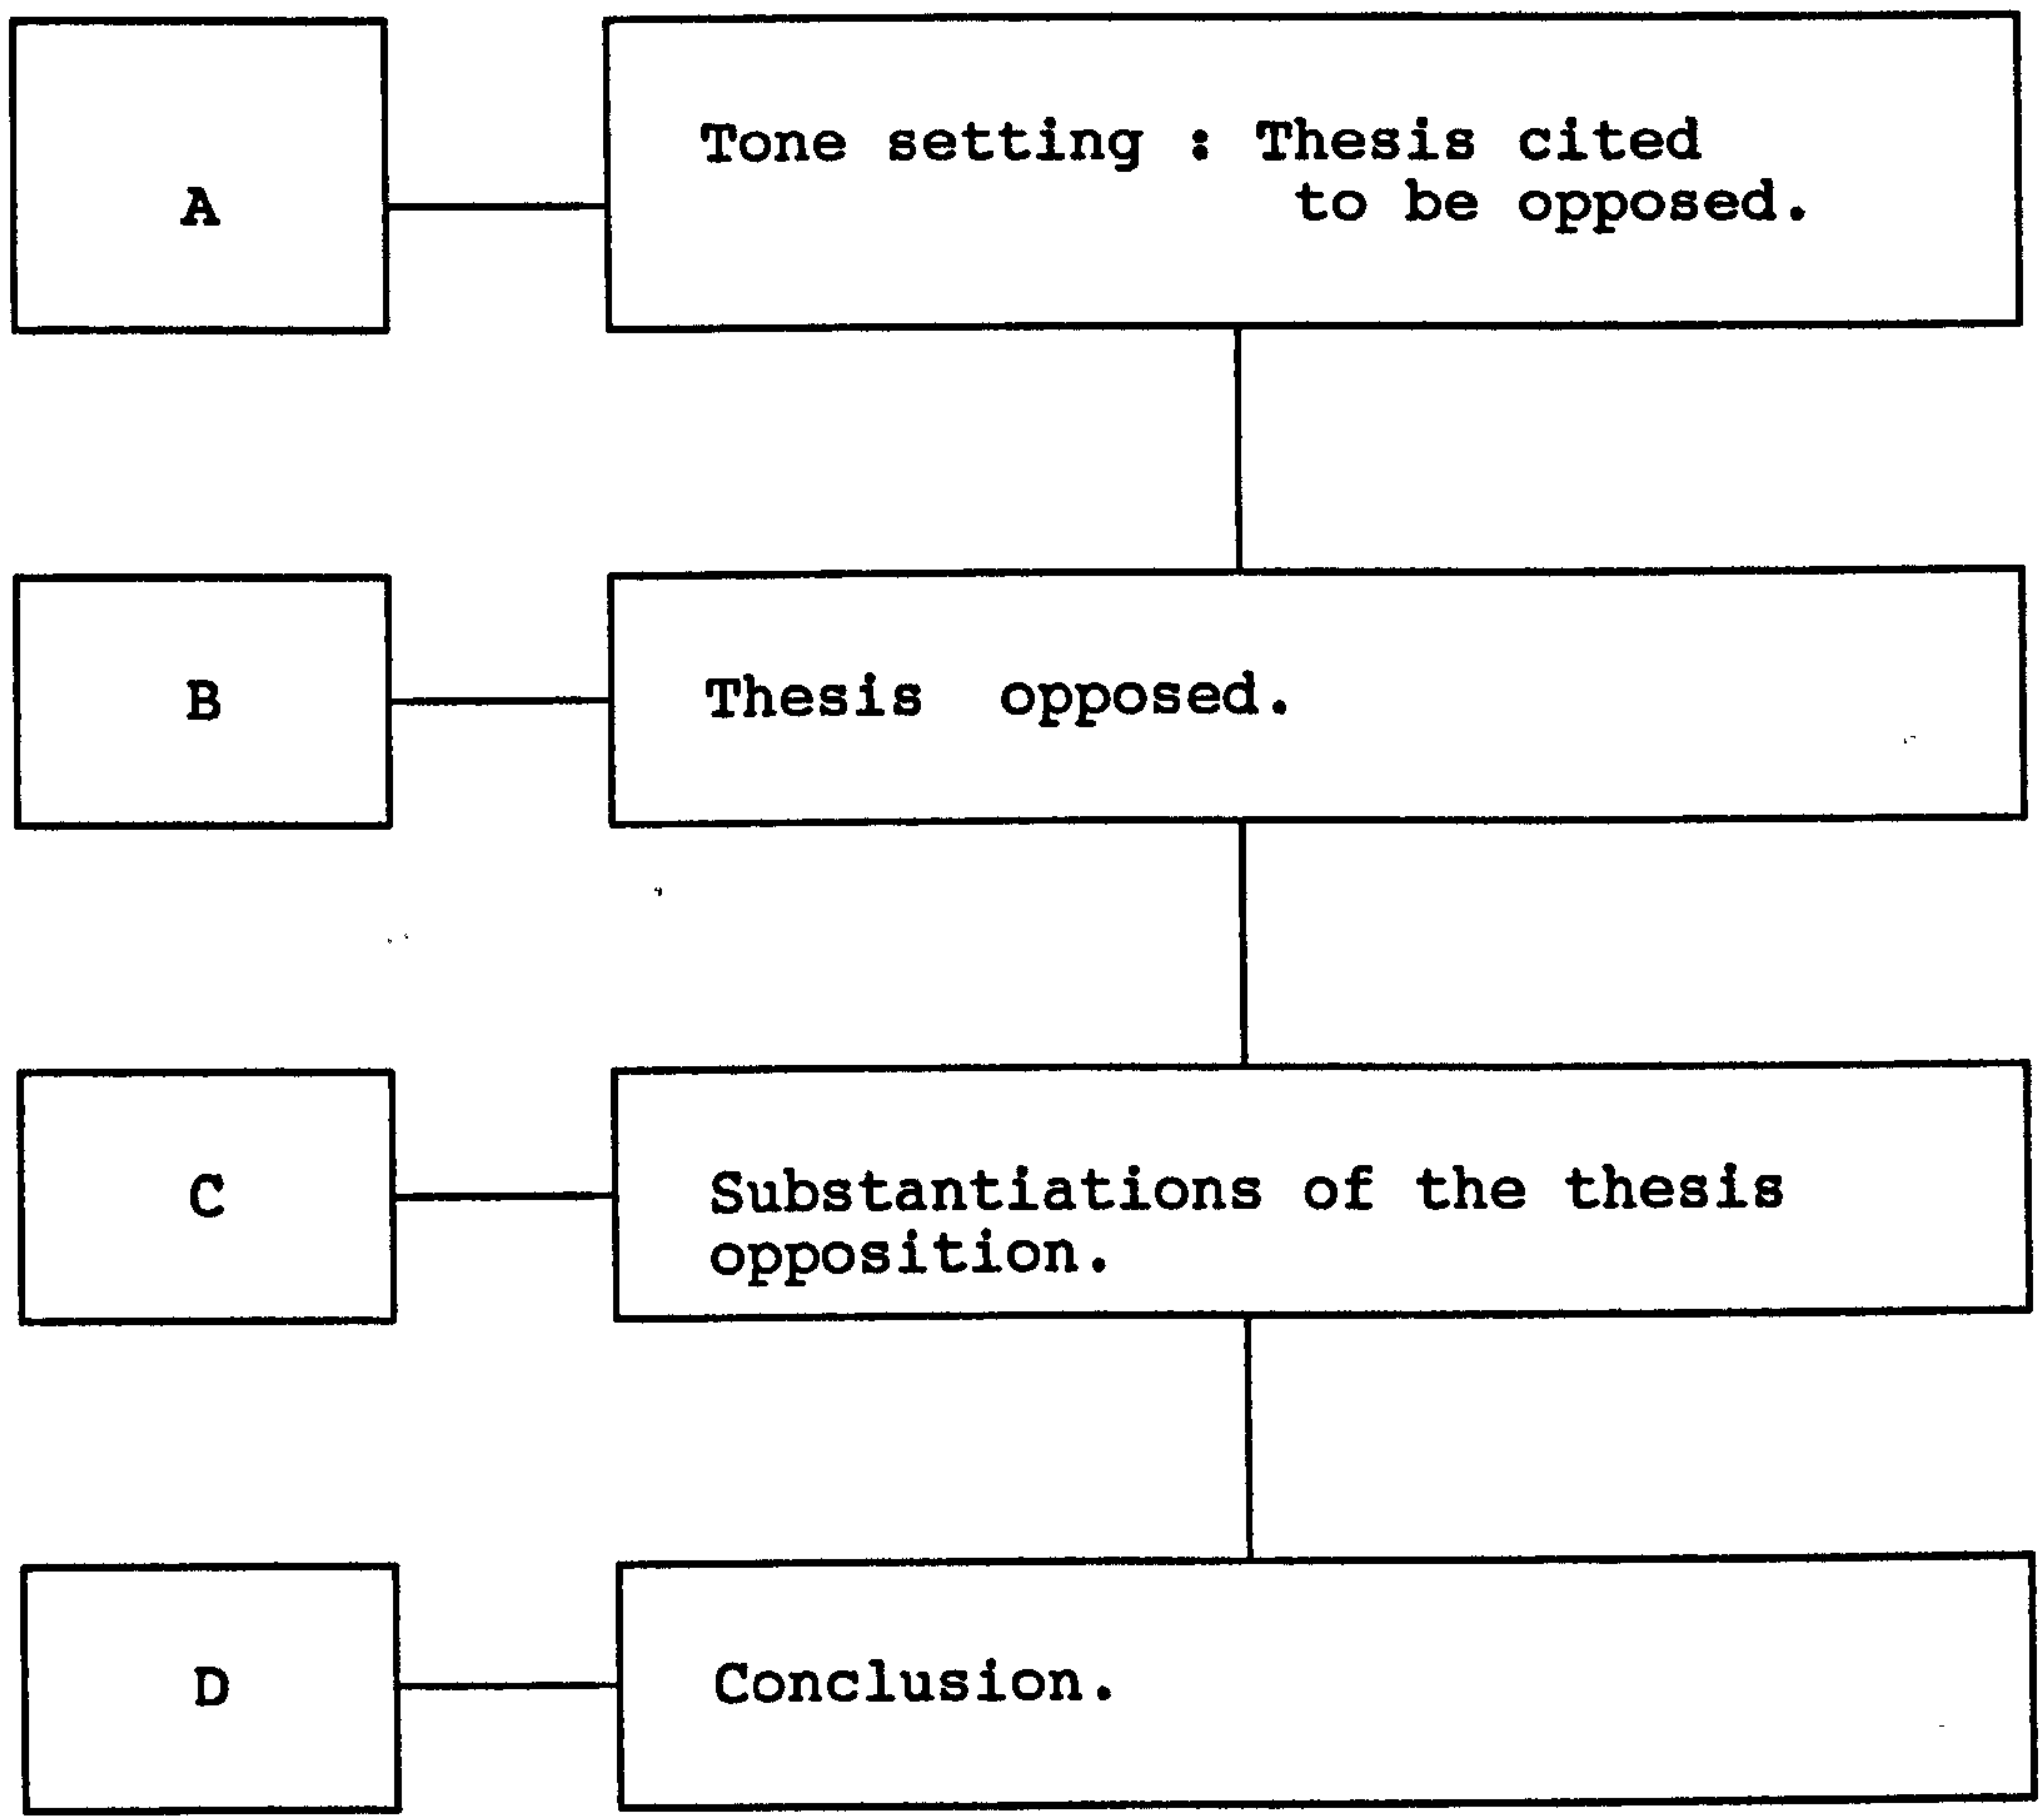 A
Tone setting : Thesis cited
to be opposed.
B
Thesis opposed.
C
Substantiations of the thesis
opposition.
D
Conclusion.